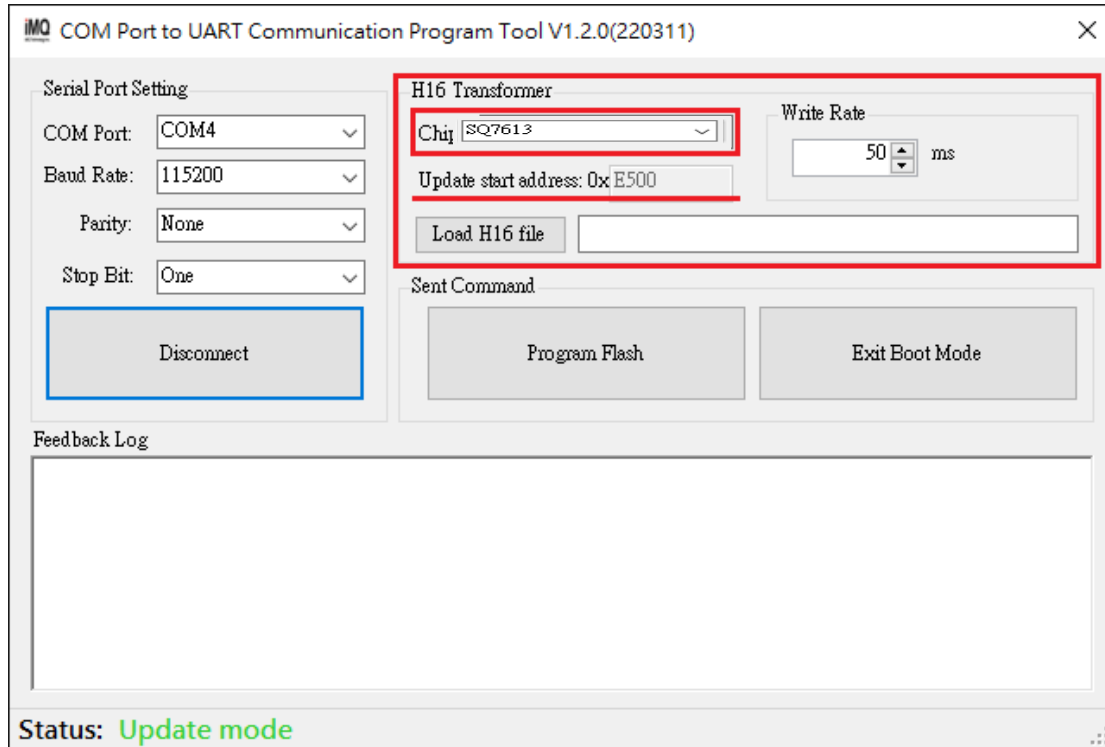 iMQ COM Port to UART Communication Program Tool V1.2.0(220311)
Serial Port Setting
COM Port: COM4
Baud Rate: 115200
Parity: None
Stop Bit: One
Disconnect
H16 Transformer
Chip SQ7613
Update start address: 0x E500
Load H16 file
Write Rate
50 ms
Sent Command
Program Flash
Exit Boot Mode
Feedback Log
Status: Update mode